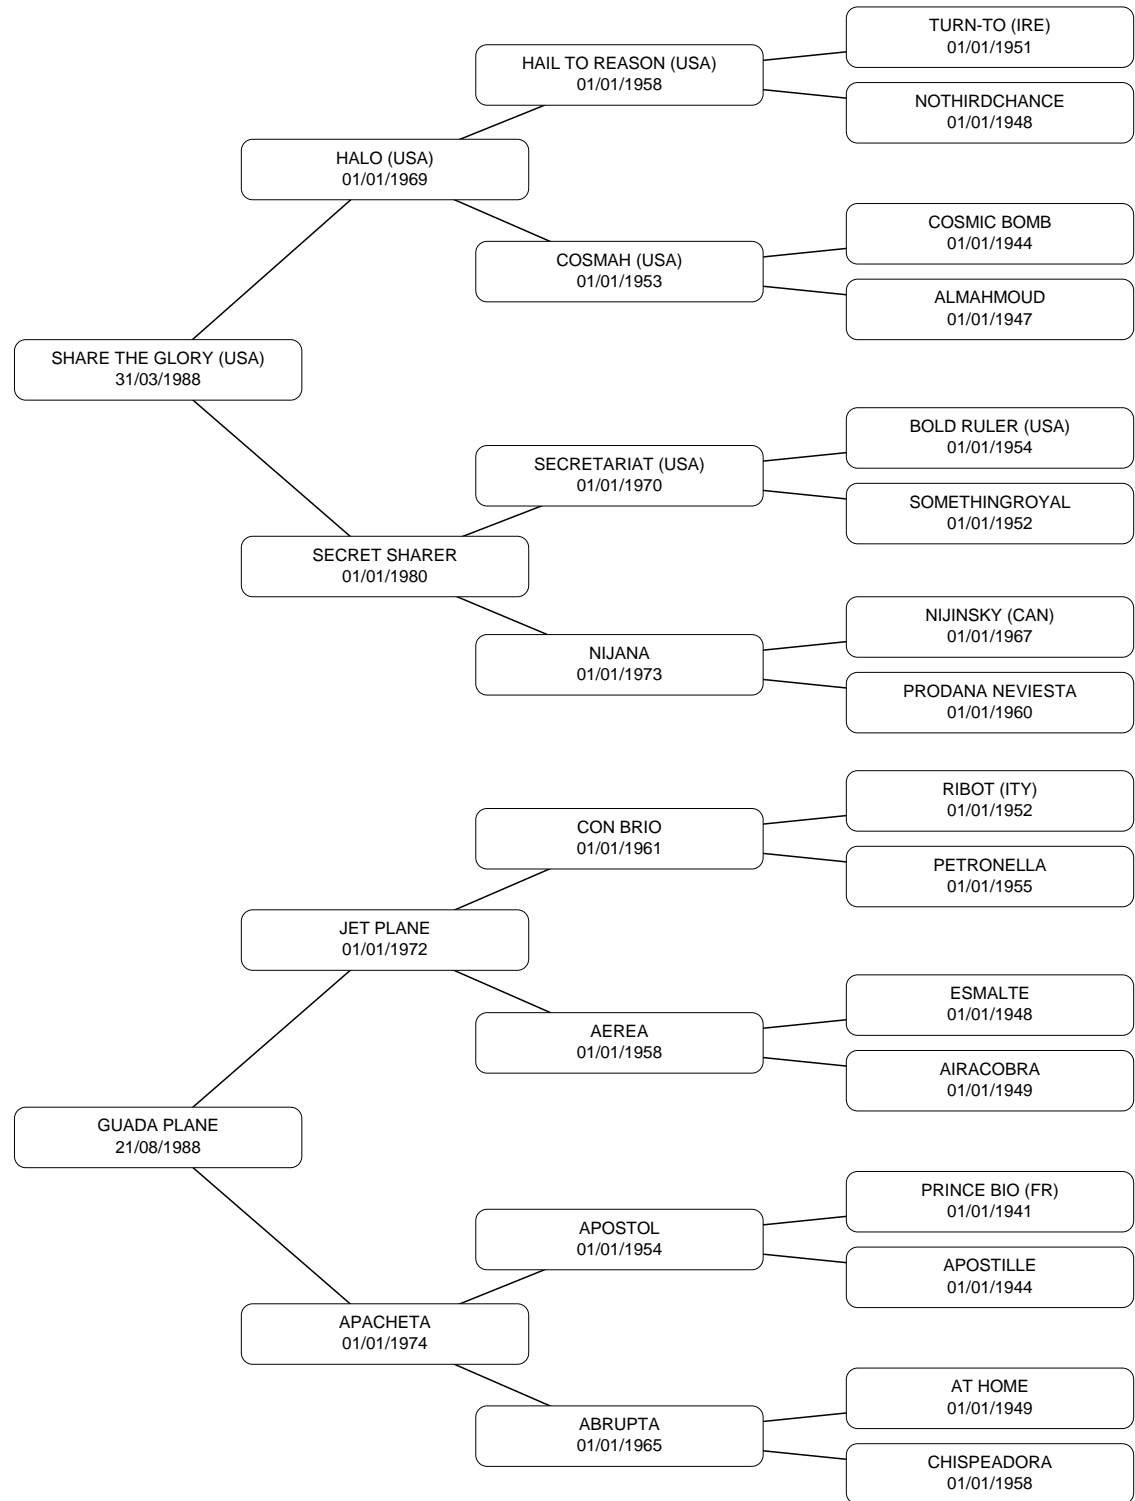 TURN-TO (IRE)
01/01/1951
HAIL TO REASON (USA)
01/01/1958
NOTHIRDCHANCE
01/01/1948
HALO (USA)
01/01/1969
COSMIC BOMB
01/01/1944
COSMAH (USA)
01/01/1953
ALMAHMOUD
01/01/1947
SHARE THE GLORY (USA)
31/03/1988
BOLD RULER (USA)
01/01/1954
SECRETARIAT (USA)
01/01/1970
SOMETHINGROYAL
01/01/1952
SECRET SHARER
01/01/1980
NIJINSKY (CAN)
01/01/1967
NIJANA
01/01/1973
PRODANA NEVIESTA
01/01/1960
RIBOT (ITY)
01/01/1952
CON BRIO
01/01/1961
PETRONELLA
01/01/1955
JET PLANE
01/01/1972
ESMALTE
01/01/1948
AEREA
01/01/1958
AIRACOBRA
01/01/1949
GUADA PLANE
21/08/1988
PRINCE BIO (FR)
01/01/1941
APOSTOL
01/01/1954
APOSTILLE
01/01/1944
APACHETA
01/01/1974
AT HOME
01/01/1949
ABRUPTA
01/01/1965
CHISPEADORA
01/01/1958